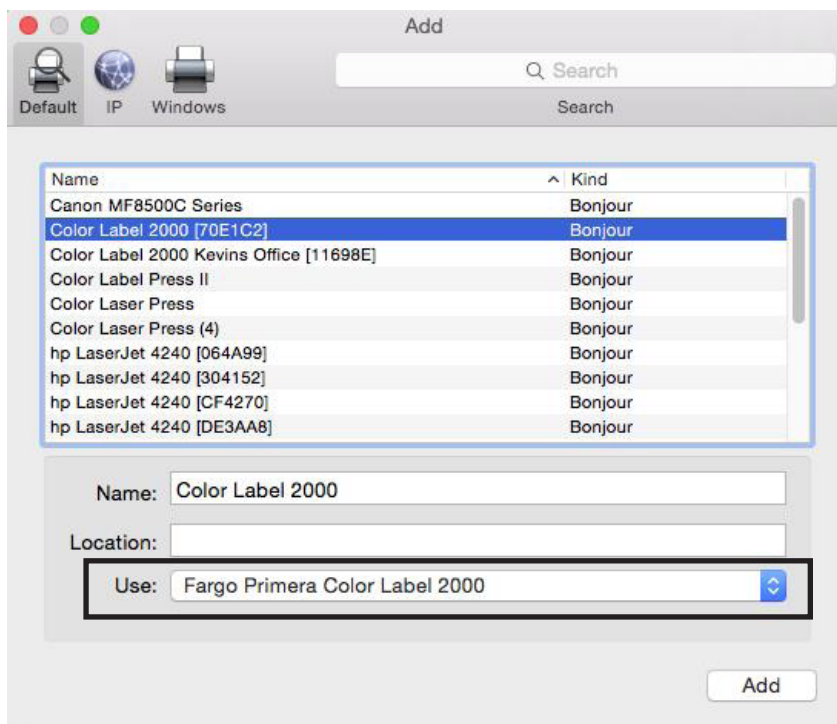 Add
Search
Default IP Windows Search
Name Kind
Canon MF8500C Series Bonjour
Color Label 2000 [70E1C2] Bonjour
Color Label 2000 Kevins Office [11698E] Bonjour
Color Label Press II Bonjour
Color Laser Press Bonjour
Color Laser Press (4) Bonjour
hp LaserJet 4240 [064A99] Bonjour
hp LaserJet 4240 [304152] Bonjour
hp LaserJet 4240 [CF4270] Bonjour
hp LaserJet 4240 [DE3AA8] Bonjour
Name: Color Label 2000
Location:
Use: Fargo Primera Color Label 2000
Add